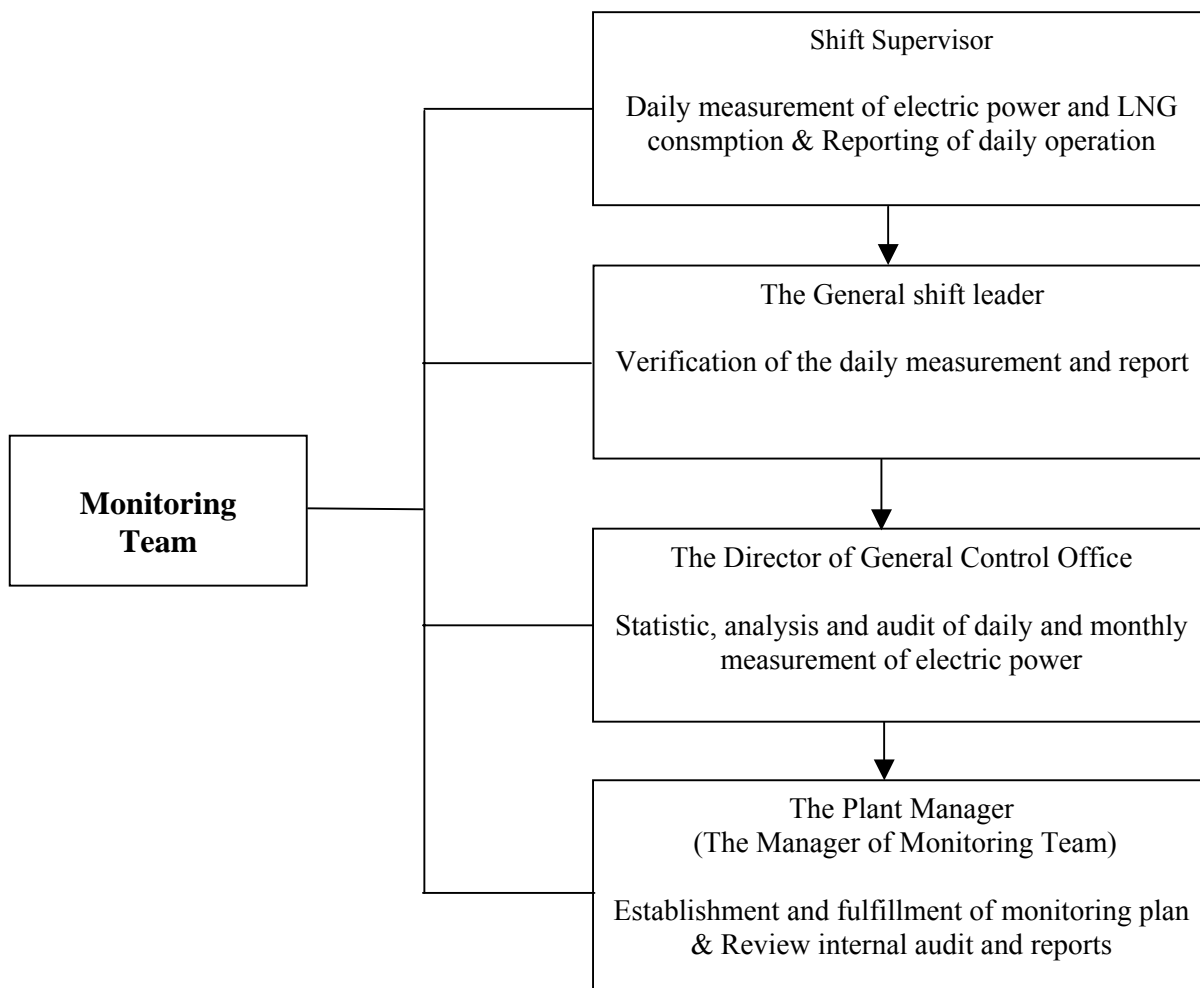 Shift Supervisor
Daily measurement of electric power and LNG
consmption & Reporting of daily operation
The General shift leader
Verification of the daily measurement and report
Monitoring
Team
The Director of General Control Office
Statistic, analysis and audit of daily and monthly
measurement of electric power
The Plant Manager
(The Manager of Monitoring Team)
Establishment and fulfillment of monitoring plan
& Review internal audit and reports